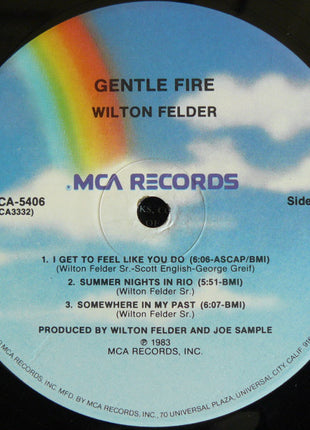 GENTLE FIRE
WILTON FELDER
MCA RECORDS
CA-5406
CA3332)
Side
1. I GET TO FEEL LIKE YOU DO (6:06-ASCAP/BMI)
(Wilton Felder Sr.-Scott English-George Greif)
2. SUMMER NIGHTS IN RIO (5:51-BMI)
(Wilton Felder Sr.)
3. SOMEWHERE IN MY PAST (6:07-BMI)
(Wilton Felder Sr.)
PRODUCED BY WILTON FELDER AND JOE SAMPLE
℗ 1983
MCA RECORDS, INC.
INC. MFG. BY MCA RECORDS, INC., 70 UNIVERSAL PLAZA, UNIVERSAL CITY, CALIF.